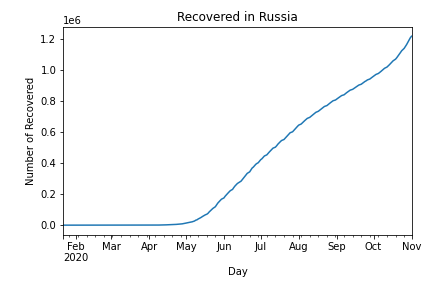 Recovered in Russia
1e6
1.2
1.0
0.8
0.6
0.4
0.2
0.0
Number of Recovered
Feb Mar Apr May Jun Jul Aug Sep Oct Nov
2020
Day